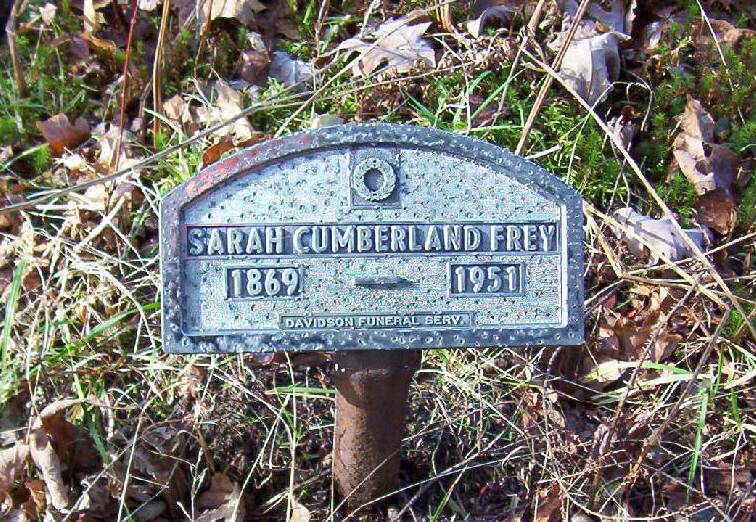 SARAH CUMBERLAND FREY
1869 - 1951
DAVIDSON FUNERAL SERV.